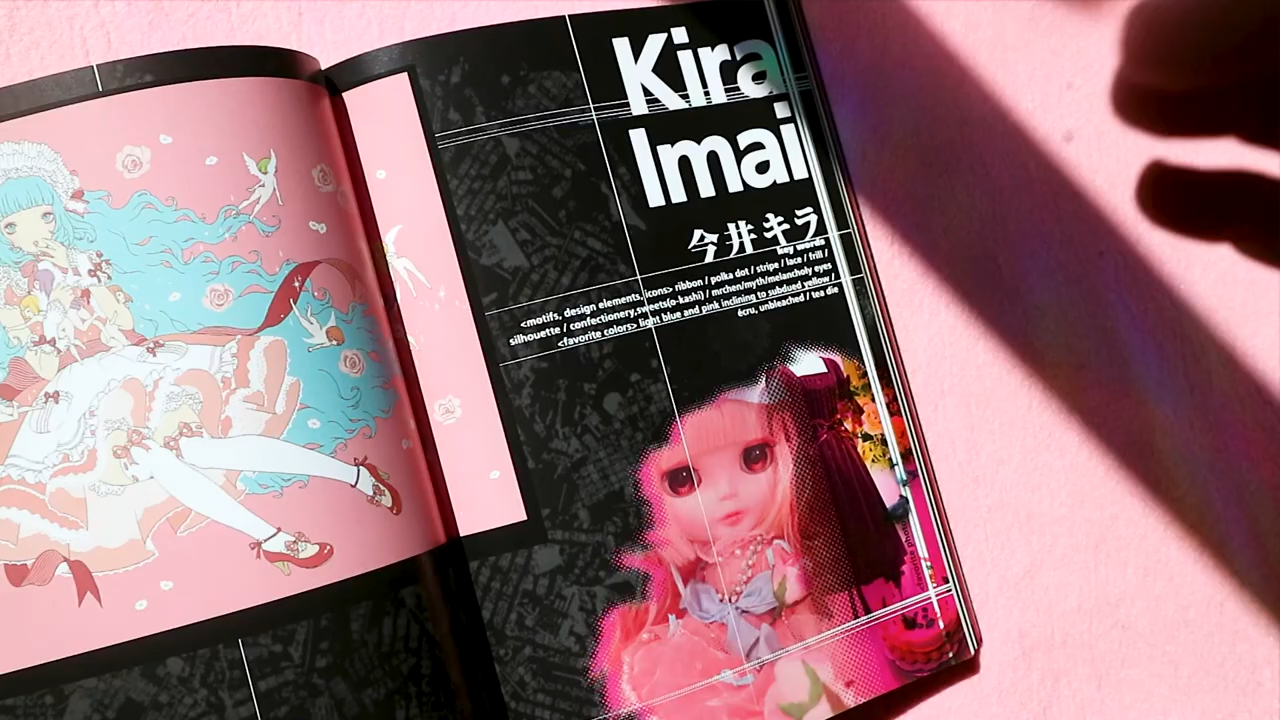 Kira
Imai
今井キラ
key words
<motifs, design elements, icons> ribbon / polka dot / stripe / lace / frill /
silhouette / confectionery,sweets(o-kashi) / mrchen/myth/melancholy eyes
<favorite colors> light blue and pink inclining to subdued yellow /
écru, unbleached / tea die
favorite